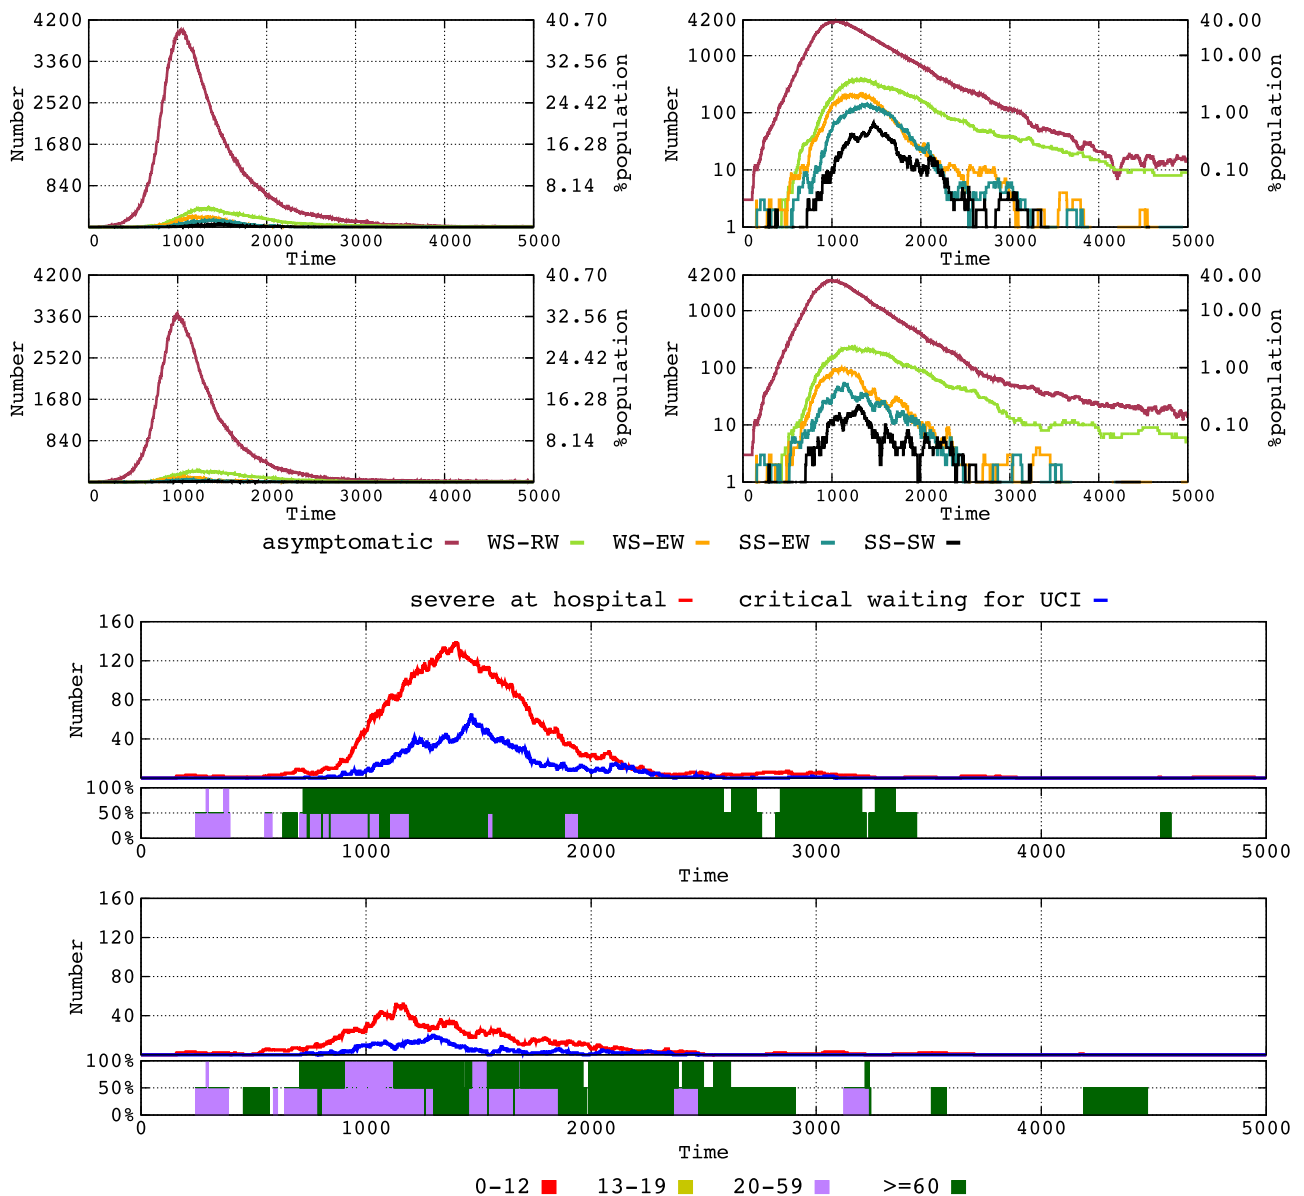 4200 40.70 4200 40.00
3360 32.56 1000 10.00
2520 24.42 100 1.00
1680 16.28 10 0.10
840 8.14 1
Number %population Number %population
0 1000 2000 3000 4000 5000 0 1000 2000 3000 4000 5000
Time Time
4200 40.70 4200 40.00
3360 32.56 1000 10.00
2520 24.42 100 1.00
1680 16.28 10 0.10
840 8.14 1
Number %population Number %population
0 1000 2000 3000 4000 5000 0 1000 2000 3000 4000 5000
Time Time
asymptomatic WS-RW WS-EW SS-EW SS-SW
severe at hospital critical waiting for UCI
160
120
80
40
Number
100%
50%
0%
0 1000 2000 3000 4000 5000
Time
160
120
80
40
Number
100%
50%
0%
0 1000 2000 3000 4000 5000
Time
0-12 13-19 20-59 >=60